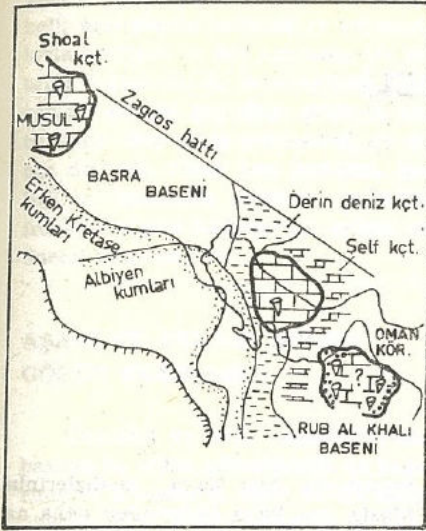 Shoal
kçt.
MUSUL
Zagros hattı
BASRA
BASENİ
Derin deniz kçt.
Şelf kçt.
Erken Kretase
kumları
Albiyen
kumları
OMAN
KÖR.
?
RUB AL KHALI
BASENİ